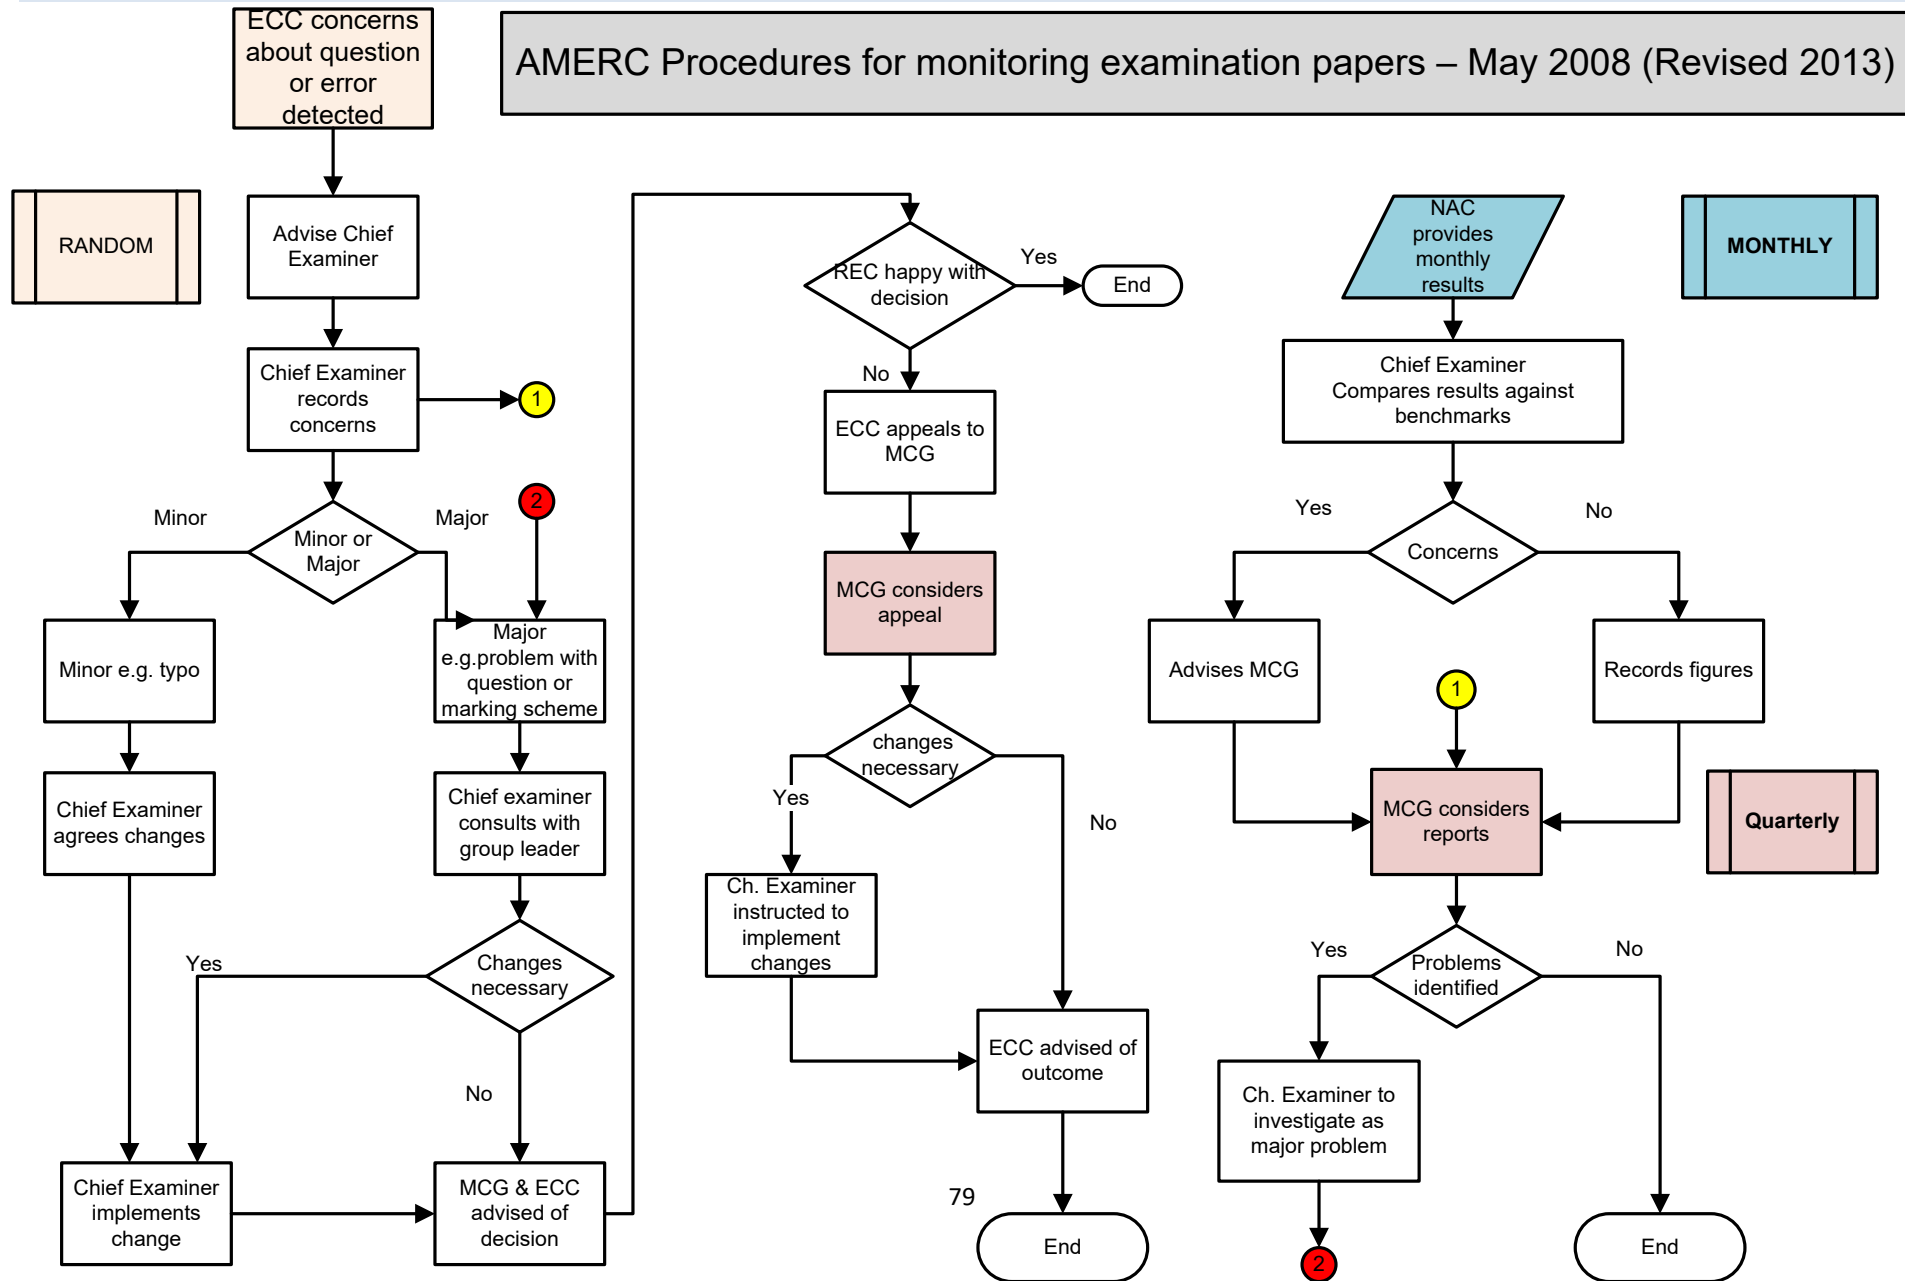 ECC concerns
about question
or error
detected
AMERC Procedures for monitoring examination papers – May 2008 (Revised 2013)
RANDOM
Advise Chief
Examiner
Chief Examiner
records
concerns
1
2
Minor
Major
Minor or
Major
Minor e.g. typo
Major
e.g.problem with
question or
marking scheme
Chief Examiner
agrees changes
Chief examiner
consults with
group leader
Yes
Changes
necessary
No
Chief Examiner
implements
change
MCG & ECC
advised of
decision
REC happy with
decision
Yes
End
No
ECC appeals to
MCG
MCG considers
appeal
changes
necessary
Yes
No
Ch. Examiner
instructed to
implement
changes
ECC advised of
outcome
79
End
NAC
provides
monthly
results
MONTHLY
Chief Examiner
Compares results against
benchmarks
Yes
No
Concerns
Advises MCG
Records figures
1
MCG considers
reports
Quarterly
Yes
No
Problems
identified
Ch. Examiner to
investigate as
major problem
2
End